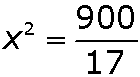 x² = 900/17